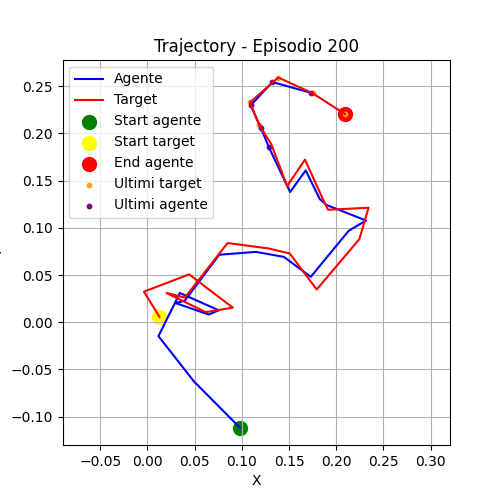 Trajectory - Episodio 200
Agente
Target
Start agente
Start target
End agente
Ultimi target
Ultimi agente
0.25
0.20
0.15
0.10
0.05
0.00
−0.05
−0.10
−0.05 0.00 0.05 0.10 0.15 0.20 0.25 0.30
X